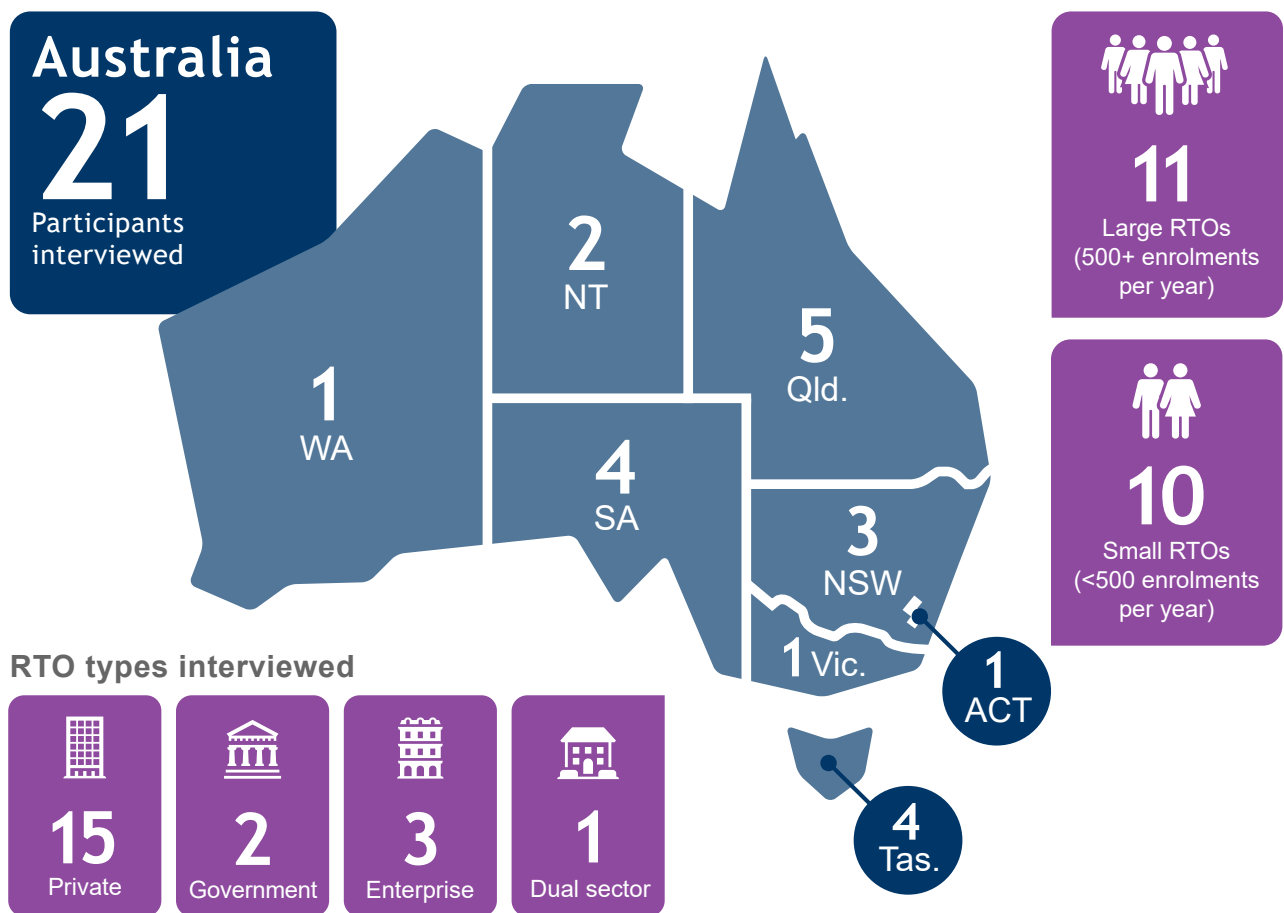 Australia
21
Participants
interviewed
2
NT
5
Qld.
1
WA
4
SA
3
NSW
1 Vic.
1
ACT
4
Tas.
11
Large RTOs
(500+ enrolments
per year)
10
Small RTOs
(<500 enrolments
per year)
RTO types interviewed
15
Private
2
Government
3
Enterprise
1
Dual sector